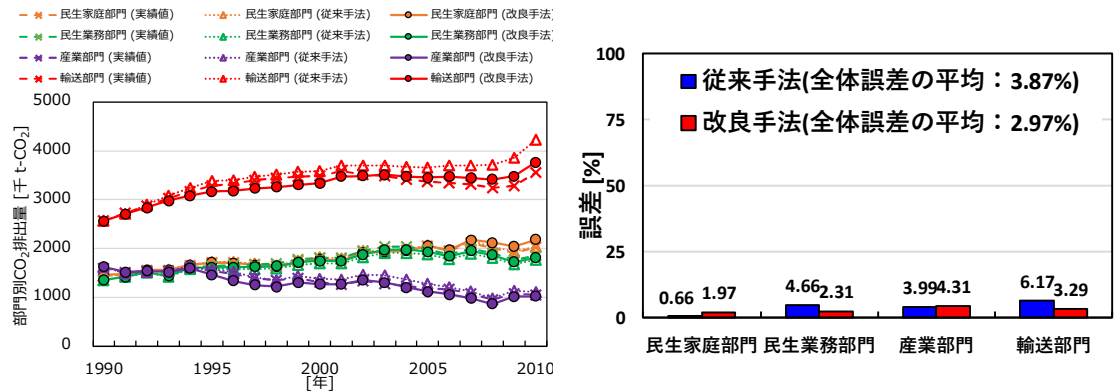 民生家庭部門 (実績値) 民生家庭部門 (従来手法) 民生家庭部門 (改良手法)
民生業務部門 (実績値) 民生業務部門 (従来手法) 民生業務部門 (改良手法)
産業部門 (実績値) 産業部門 (従来手法) 産業部門 (改良手法)
輸送部門 (実績値) 輸送部門 (従来手法) 輸送部門 (改良手法)
部門別CO₂排出量 [千 t-CO₂]
5000
4000
3000
2000
1000
0
1990 1995 2000 2005 2010
[年]
誤差 [%]
100
75
50
25
0
従来手法(全体誤差の平均：3.87%)
改良手法(全体誤差の平均：2.97%)
0.66 1.97 4.66 2.31 3.99 4.31 6.17 3.29
民生家庭部門 民生業務部門 産業部門 輸送部門